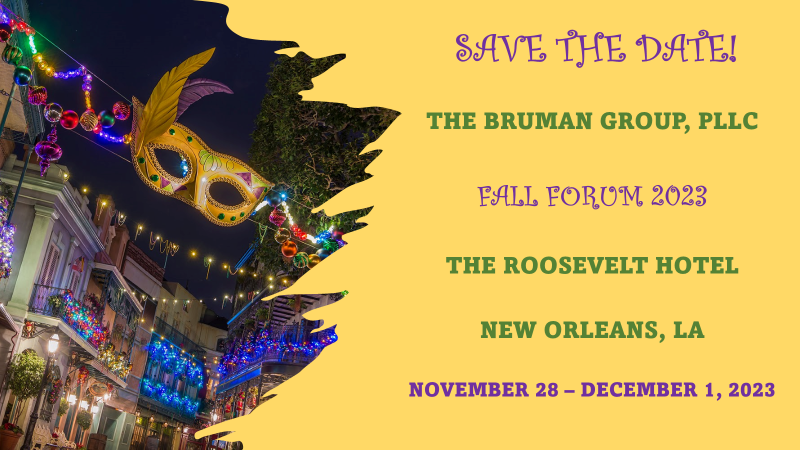 SAVE THE DATE!
THE BRUMAN GROUP, PLLC
FALL FORUM 2023
THE ROOSEVELT HOTEL
NEW ORLEANS, LA
NOVEMBER 28 – DECEMBER 1, 2023